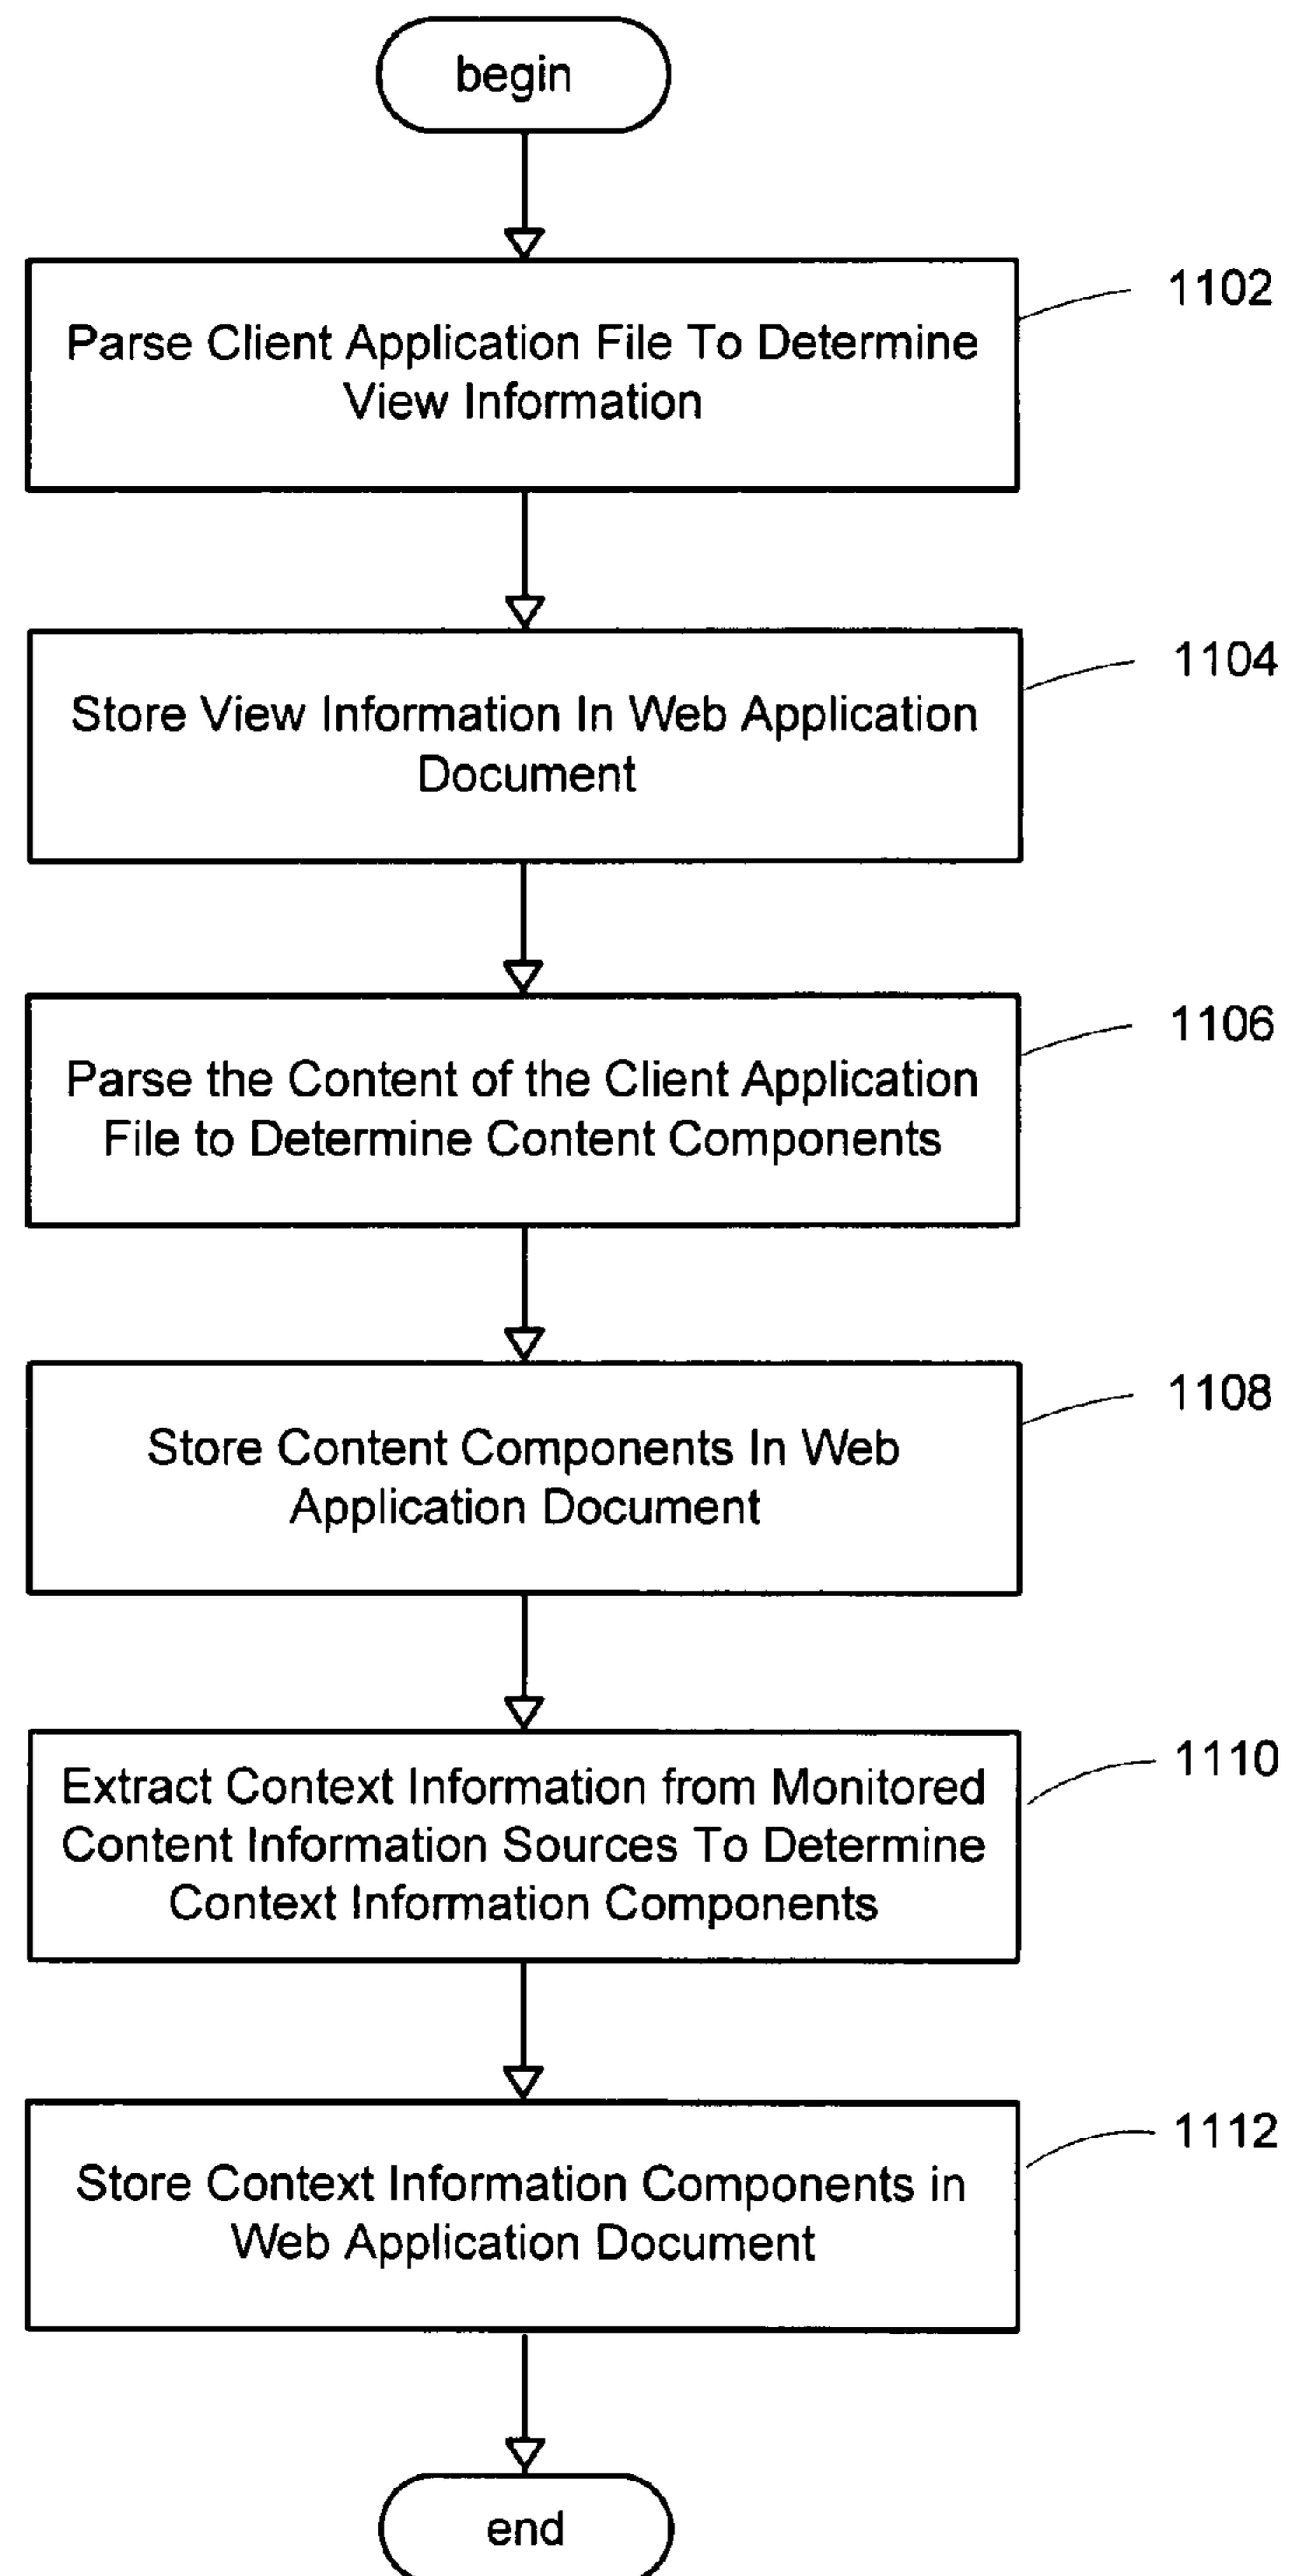 begin
1102
Parse Client Application File To Determine
View Information
1104
Store View Information In Web Application
Document
1106
Parse the Content of the Client Application
File to Determine Content Components
1108
Store Content Components In Web
Application Document
1110
Extract Context Information from Monitored
Content Information Sources To Determine
Context Information Components
1112
Store Context Information Components in
Web Application Document
end